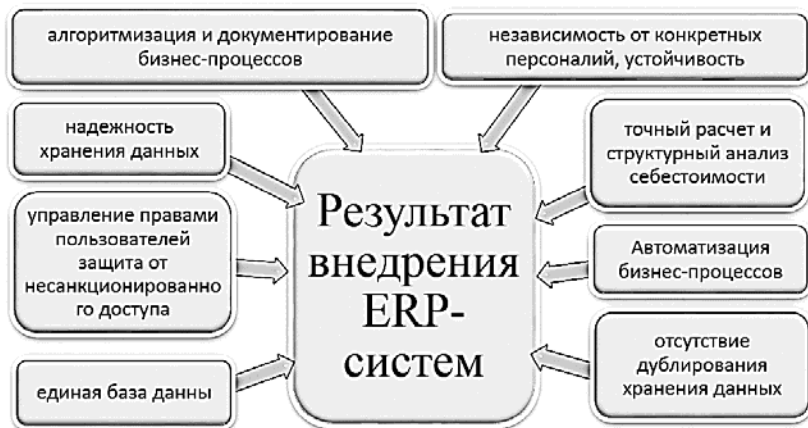 алгоритмизация и документирование
бизнес-процессов
независимость от конкретных
персоналий, устойчивость
надежность
хранения данных
точный расчет и
структурный анализ
себестоимости
управление правами
пользователей
защита от
несанкционированно
го доступа
Результат
внедрения
ERP-
систем
Автоматизация
бизнес-процессов
единая база данны
отсутствие
дублирования
хранения данных